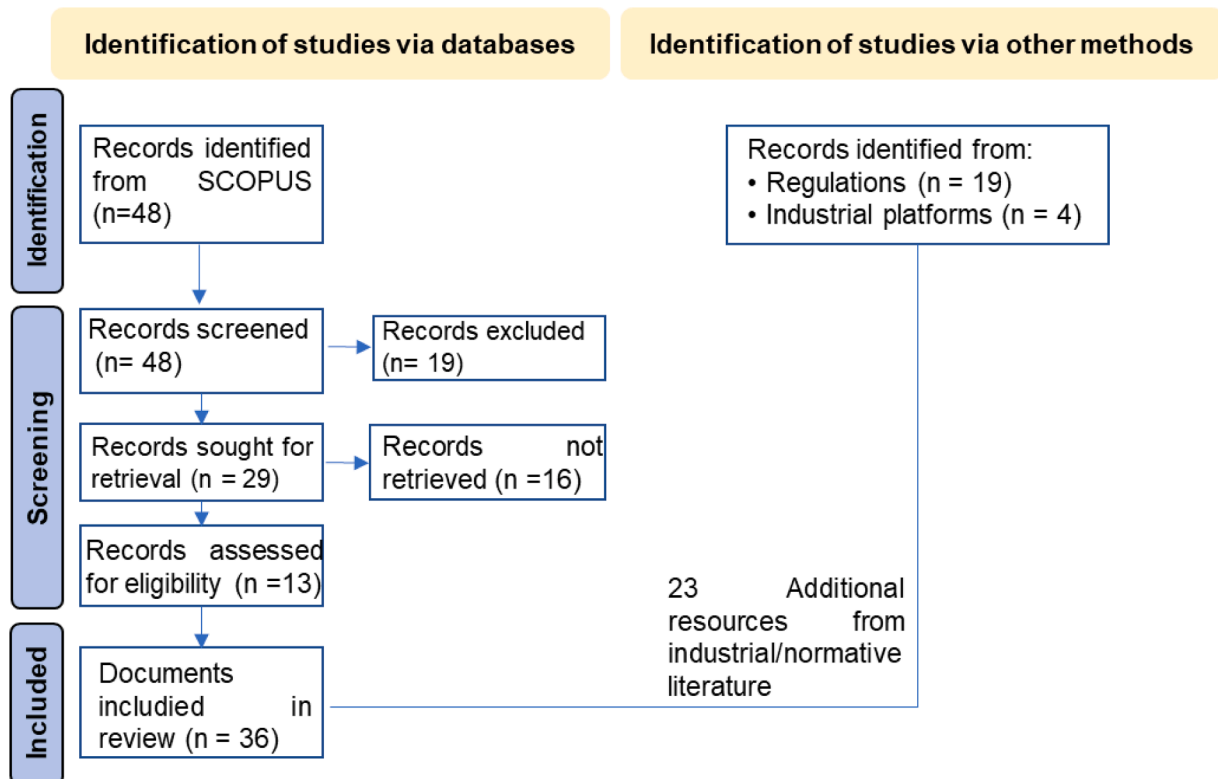 Identification of studies via databases
Identification of studies via other methods
Identification
Records identified
from SCOPUS
(n=48)
Records identified from:
• Regulations (n = 19)
• Industrial platforms (n = 4)
Screening
Records screened
(n= 48)
Records excluded
(n= 19)
Records sought for
retrieval (n = 29)
Records not
retrieved (n =16)
Records assessed
for eligibility (n =13)
23 Additional
resources from
industrial/normative
literature
Included
Documents
includied in
review (n = 36)